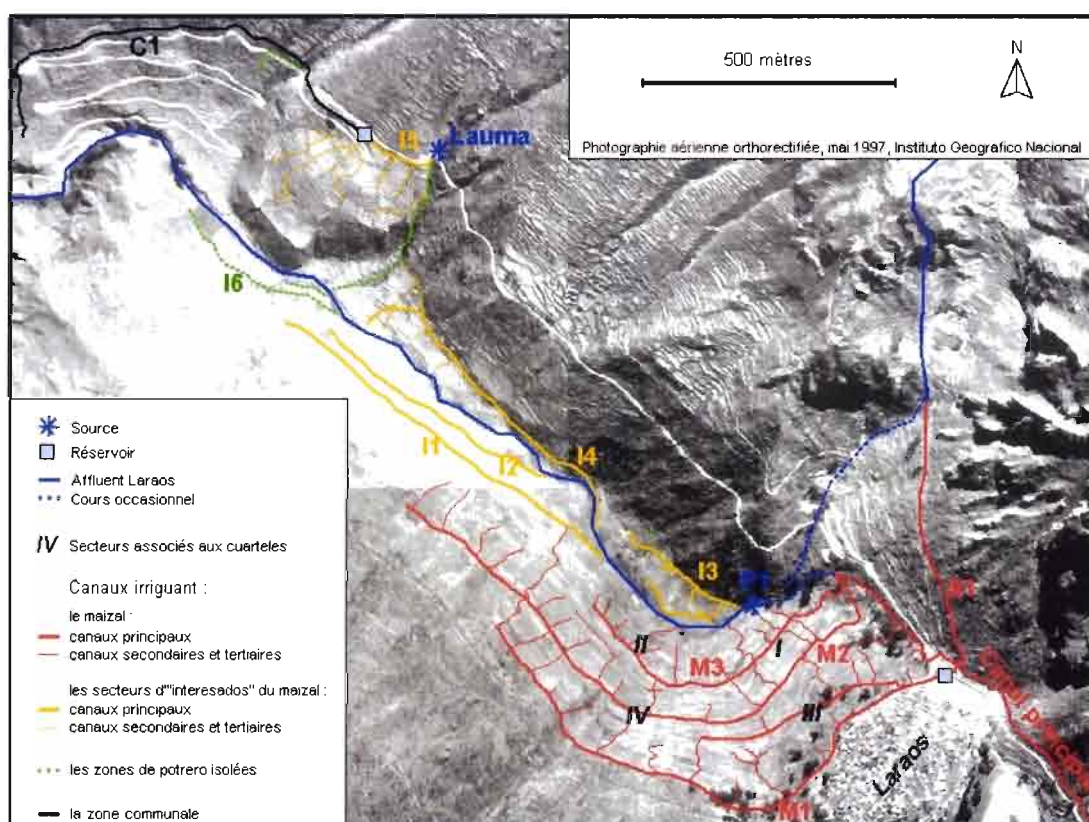 C1
500 mètres
N
Photographie aérienne orthorectifiée, mai 1997, Instituto Geografico Nacional
Lauma
I6
I1
I2
I4
I3
Source
Réservoir
Affluent Laraos
Cours occasionnel
IV Secteurs associés aux cuarteles
Canaux irriguant :
le maizal :
canaux principaux
canaux secondaires et tertiaires
les secteurs d'"interesados" du maizal :
canaux principaux
canaux secondaires et tertiaires
les zones de potrero isolées
la zone communale
II
I
M3
M2
IV
III
M1
Laraos
Canal principal